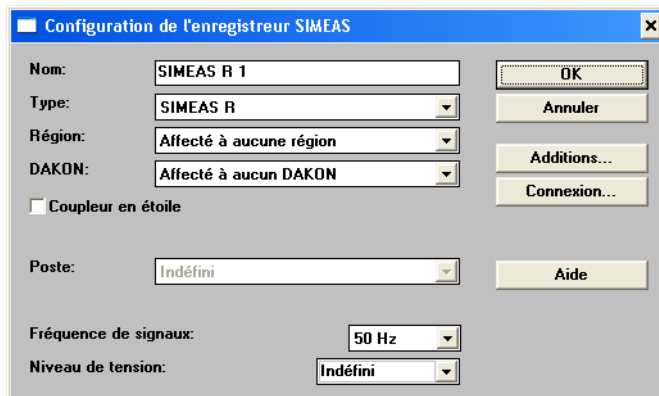 Configuration de l'enregistreur SIMEAS
Nom: SIMEAS R 1 OK
Type: SIMEAS R Annuler
Région: Affecté à aucune région
Additions...
DAKON: Affecté à aucun DAKON
Connexion...
Coupleur en étoile
Poste: Indéfini Aide
Fréquence de signaux: 50 Hz
Niveau de tension: Indéfini